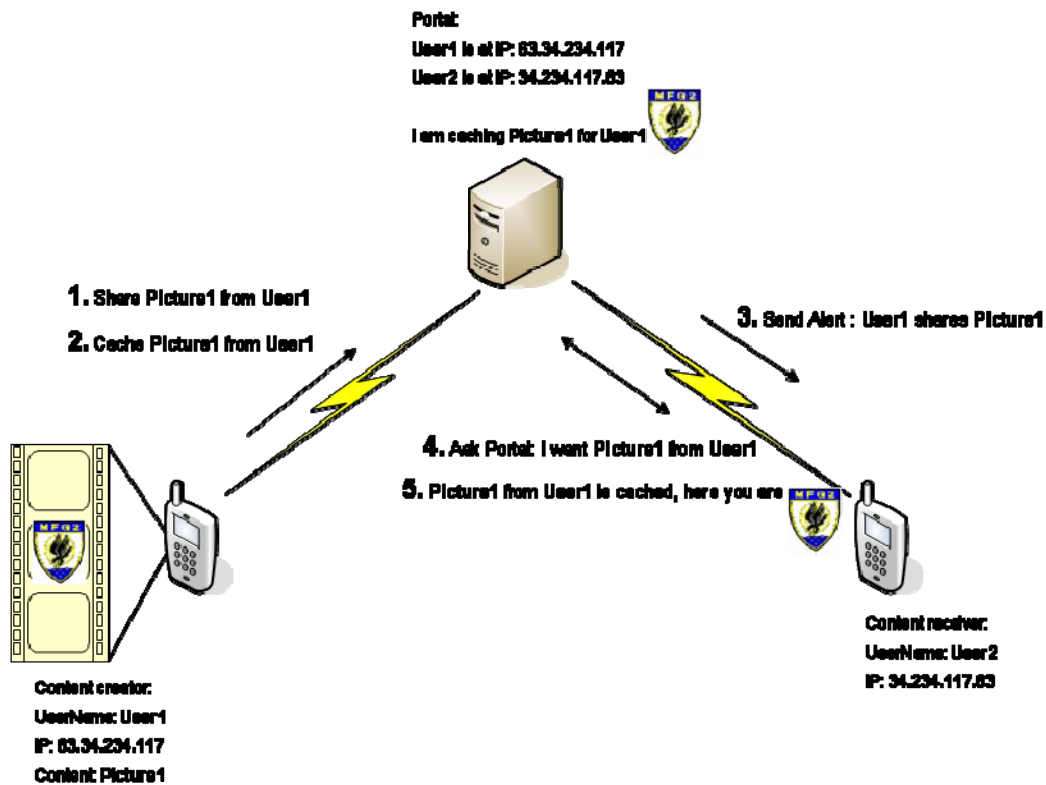 Portal:
User1 is at IP: 63.34.234.117
User2 is at IP: 34.234.117.63
I am caching Picture1 for User1
MFG2
1. Share Picture1 from User1
2. Cache Picture1 from User1
3. Send Alert : User1 shares Picture1
4. Ask Portal: I want Picture1 from User1
5. Picture1 from User1 is cached, here you are
MFG2
MFG2
Content receiver:
UserName: User2
IP: 34.234.117.63
Content creator:
UserName: User1
IP: 63.34.234.117
Content: Picture1